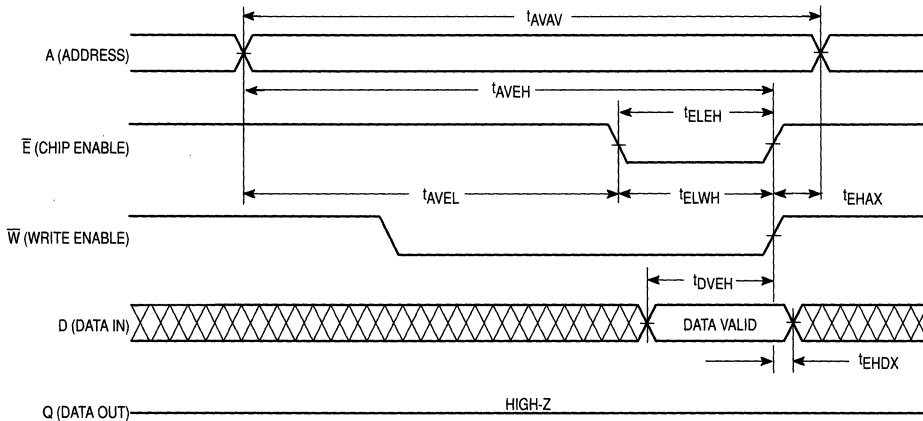 tAVAV
A (ADDRESS)
tAVEH
tELEH
E̅ (CHIP ENABLE)
tAVEL
tELWH
tEHAX
W̅ (WRITE ENABLE)
tDVEH
D (DATA IN)
DATA VALID
tEHDX
Q (DATA OUT)
HIGH-Z